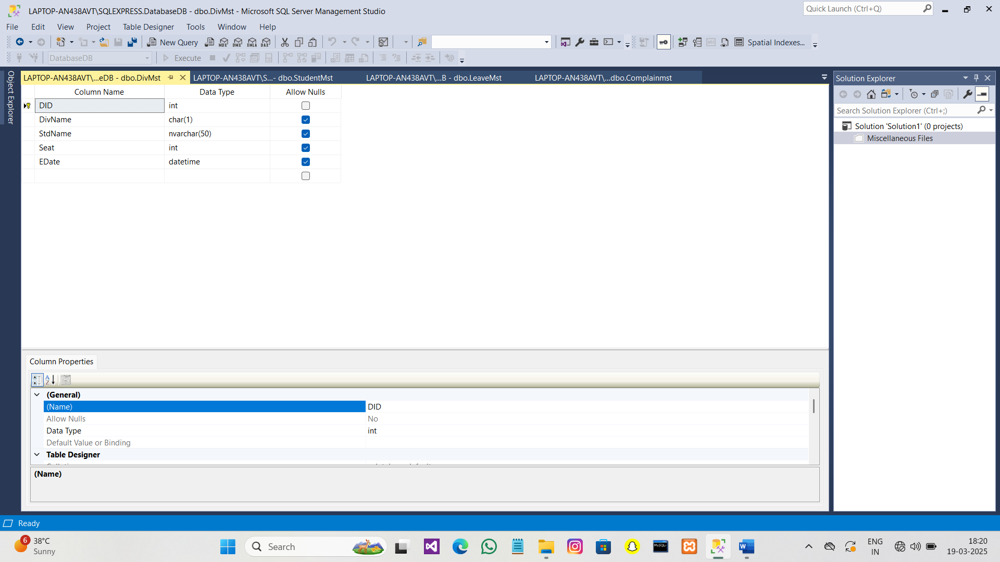 LAPTOP-AN438AVT\SQLEXPRESS.DatabaseDB - dbo.DivMst - Microsoft SQL Server Management Studio
Quick Launch (Ctrl+Q)
File Edit View Project Table Designer Tools Window Help
New Query MDX DMX XMLA DAX Spatial Indexes...
DatabaseDB Execute
Object Explorer
LAPTOP-AN438AVT\...eDB - dbo.DivMst LAPTOP-AN438AVT\S...- dbo.StudentMst LAPTOP-AN438AVT\...B - dbo.LeaveMst LAPTOP-AN438AVT\...dbo.Complainmst
Column Name Data Type Allow Nulls
DID int
DivName char(1)
StdName nvarchar(50)
Seat int
EDate datetime
Solution Explorer
Search Solution Explorer (Ctrl+;)
Solution 'Solution1' (0 projects)
Miscellaneous Files
Column Properties
(General)
(Name) DID
Allow Nulls No
Data Type int
Default Value or Binding
Table Designer
(Name)
Ready
6 38°C
Sunny
Search
ENG
IN
18:20
19-03-2025